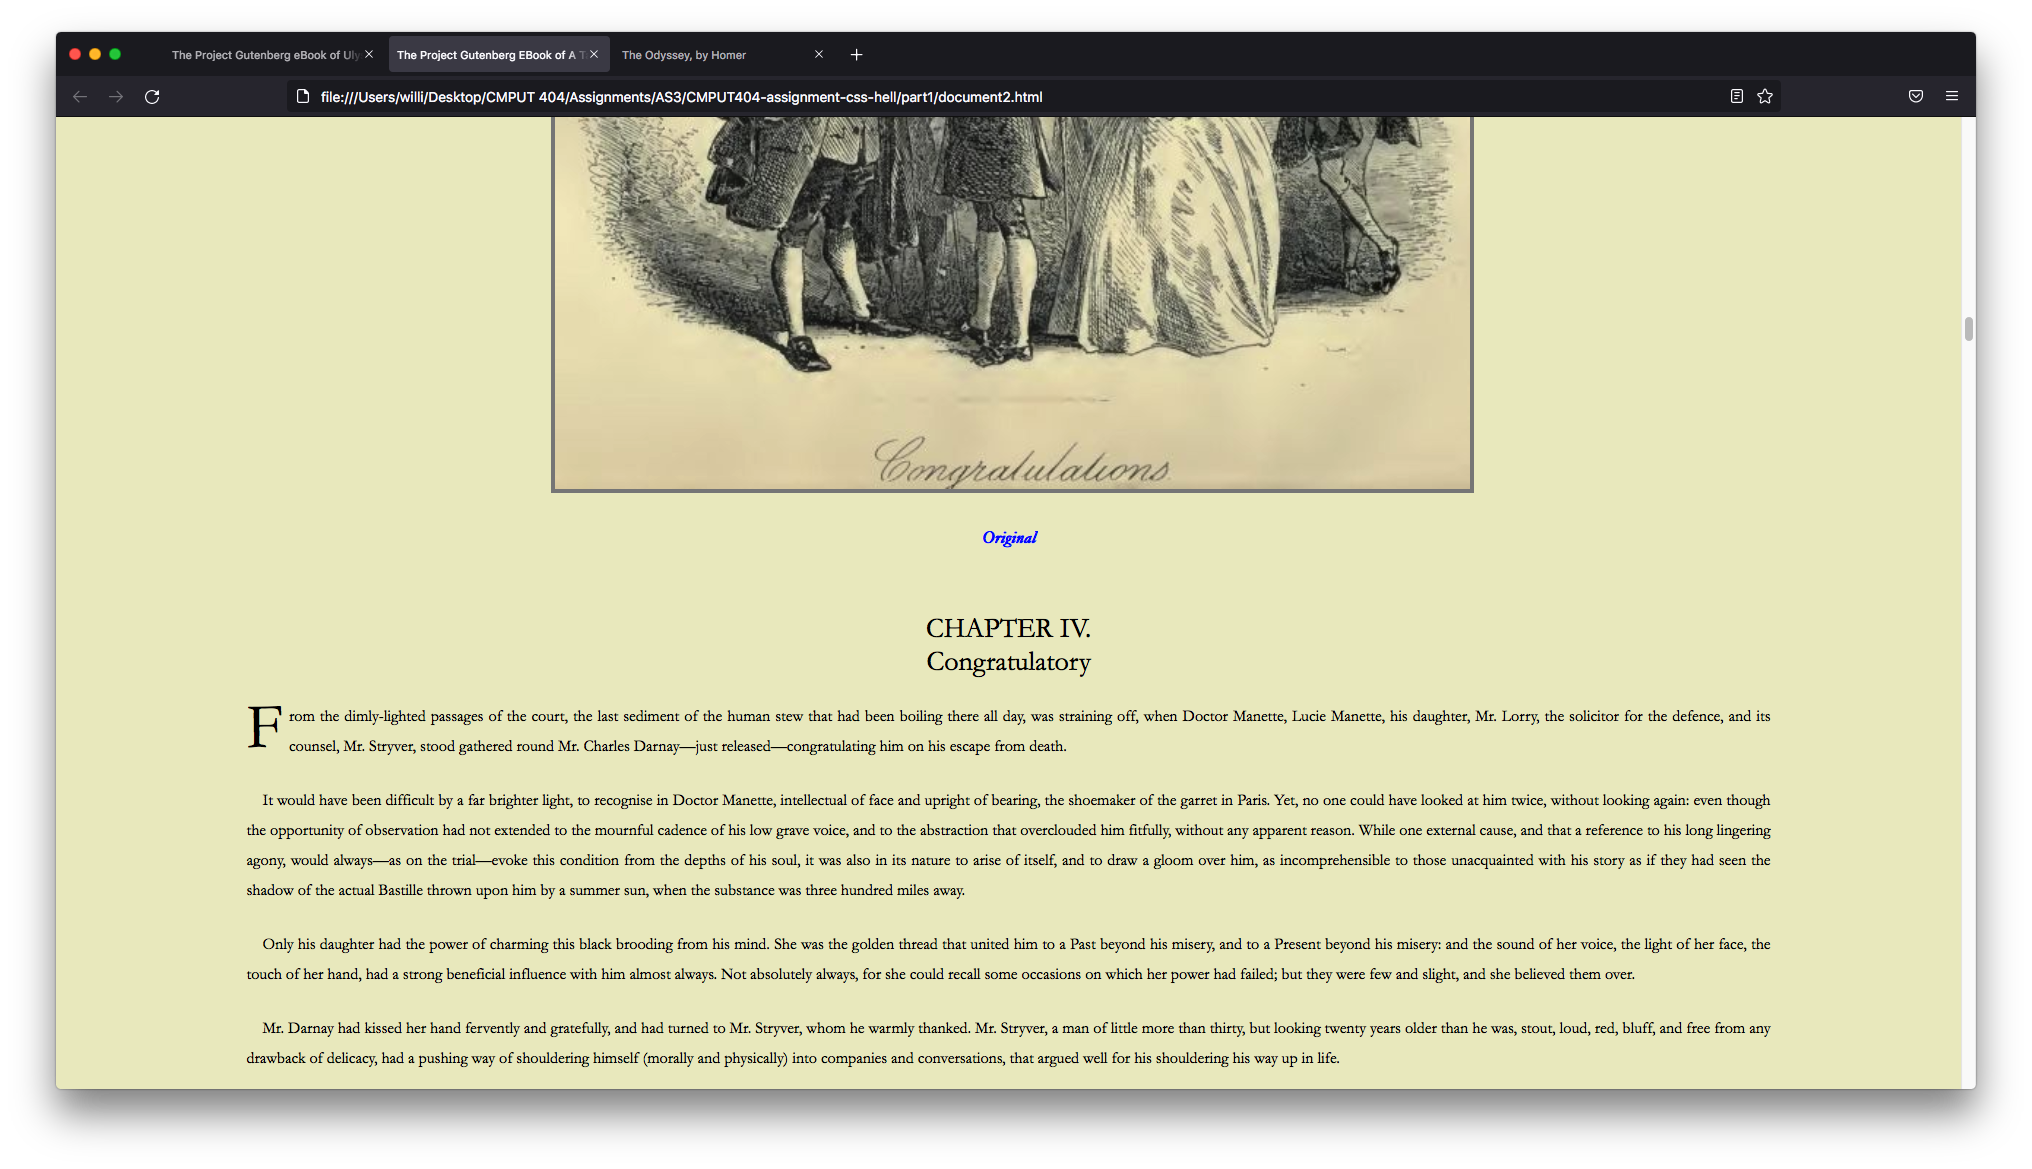 The Project Gutenberg eBook of Uly
The Project Gutenberg EBook of A T
The Odyssey, by Homer
file:///Users/willi/Desktop/CMPUT 404/Assignments/AS3/CMPUT404-assignment-css-hell/part1/document2.html
Congratulations.
Original
CHAPTER IV.
Congratulatory
From the dimly-lighted passages of the court, the last sediment of the human stew that had been boiling there all day, was straining off, when Doctor Manette, Lucie Manette, his daughter, Mr. Lorry, the solicitor for the defence, and its
counsel, Mr. Stryver, stood gathered round Mr. Charles Darnay—just released—congratulating him on his escape from death.
It would have been difficult by a far brighter light, to recognise in Doctor Manette, intellectual of face and upright of bearing, the shoemaker of the garret in Paris. Yet, no one could have looked at him twice, without looking again: even though
the opportunity of observation had not extended to the mournful cadence of his low grave voice, and to the abstraction that overclouded him fitfully, without any apparent reason. While one external cause, and that a reference to his long lingering
agony, would always—as on the trial—evoke this condition from the depths of his soul, it was also in its nature to arise of itself, and to draw a gloom over him, as incomprehensible to those unacquainted with his story as if they had seen the
shadow of the actual Bastille thrown upon him by a summer sun, when the substance was three hundred miles away.
Only his daughter had the power of charming this black brooding from his mind. She was the golden thread that united him to a Past beyond his misery, and to a Present beyond his misery: and the sound of her voice, the light of her face, the
touch of her hand, had a strong beneficial influence with him almost always. Not absolutely always, for she could recall some occasions on which her power had failed; but they were few and slight, and she believed them over.
Mr. Darnay had kissed her hand fervently and gratefully, and had turned to Mr. Stryver, whom he warmly thanked. Mr. Stryver, a man of little more than thirty, but looking twenty years older than he was, stout, loud, red, bluff, and free from any
drawback of delicacy, had a pushing way of shouldering himself (morally and physically) into companies and conversations, that argued well for his shouldering his way up in life.